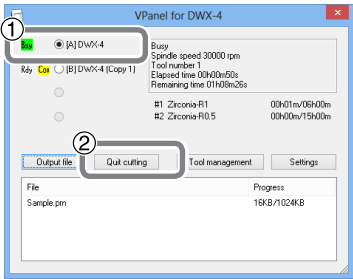 VPanel for DWX-4
1
Bsy [A] DWX-4
Rdy Cov [B] DWX-4 (Copy 1)
Busy
Spindle speed 30000 rpm
Tool number 1
Elapsed time 00h00m50s
Remaining time 01h08m26s
#1 Zirconia-R1 00h01m/06h00m
#2 Zirconia-R0.5 00h00m/15h00m
2
Output file Quit cutting Tool management Settings
File Progress
Sample.prn 16KB/1024KB